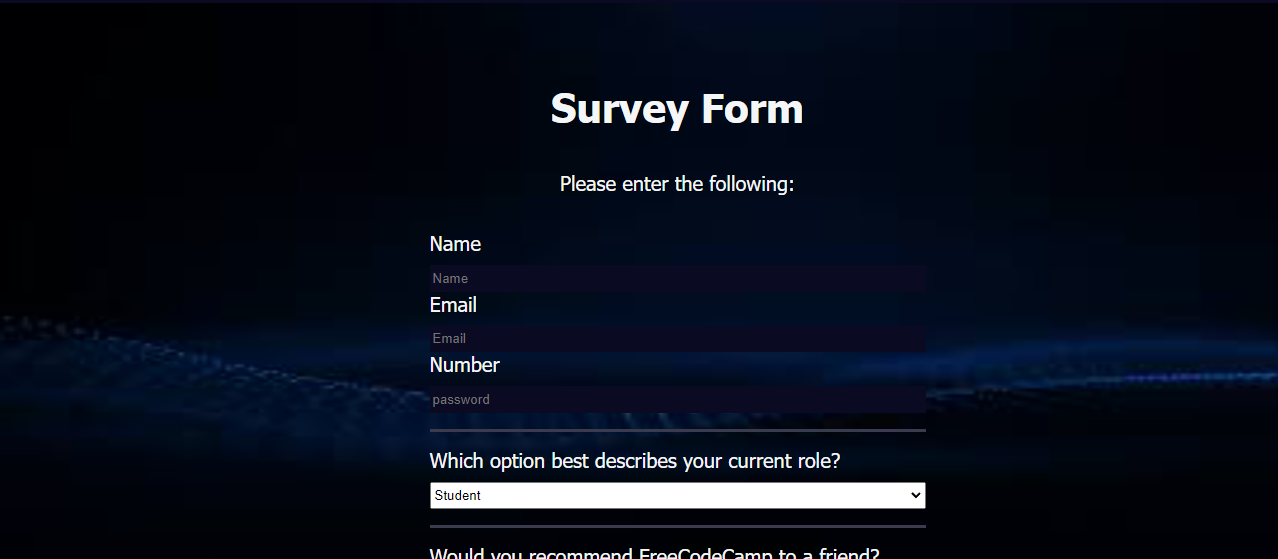 Survey Form
Please enter the following:
Name
Name
Email
Email
Number
password
Which option best describes your current role?
Student
Would you recommend FreeCodeCamp to a friend?